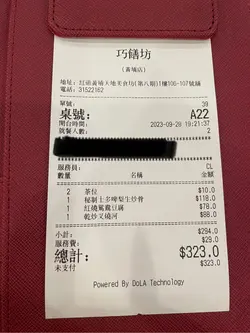 巧膳坊
(黃埔店)
地址: 紅磡黃埔天地美食坊(第六期)1樓106-107號舖
電話: 31522162
單號: 39
桌號: A22
開台時間: 2023-09-28 19:21:37
就餐人數: 2
服務員: CL
數量 名稱 金額
2 茶位 $10.0
1 秘制士多啤梨生炒骨 $118.0
1 紅燒鴛鴦豆腐 $78.0
1 乾炒叉燒河 $88.0
小計: $294.0
服務費: $29.0
總計: $323.0
未支付 $323.0
Powered By DoLA Technology